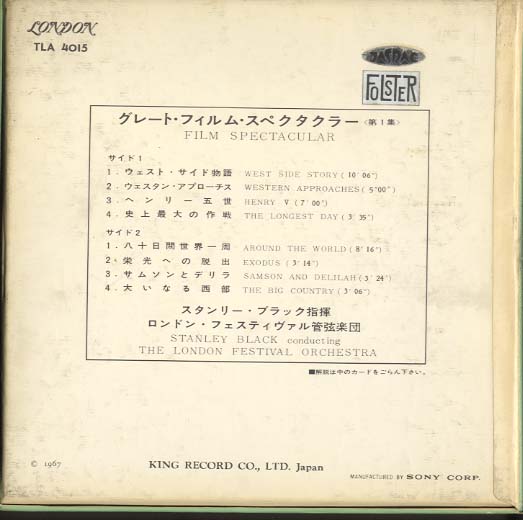 LONDON
TLA 4015
JASRAC
FOLSTER
グレート・フィルム・スペクタクラー〈第1集〉
FILM SPECTACULAR
サイド1
1. ウェスト・サイド物語 WEST SIDE STORY (10′06″)
2. ウェスタン・アプローチス WESTERN APPROACHES (5′00″)
3. ヘンリー五世 HENRY V (7′00″)
4. 史上最大の作戦 THE LONGEST DAY (3′35″)
サイド2
1. 八十日間世界一周 AROUND THE WORLD (8′16″)
2. 栄光への脱出 EXODUS (3′14″)
3. サムソンとデリラ SAMSON AND DELILAH (3′24″)
4. 大いなる西部 THE BIG COUNTRY (3′06″)
スタンリー・ブラック指揮
ロンドン・フェスティヴァル管弦楽団
STANLEY BLACK conducting
THE LONDON FESTIVAL ORCHESTRA
■解説は中のカードをごらん下さい。
© 1967
KING RECORD CO., LTD. Japan
MANUFACTURED BY SONY CORP.